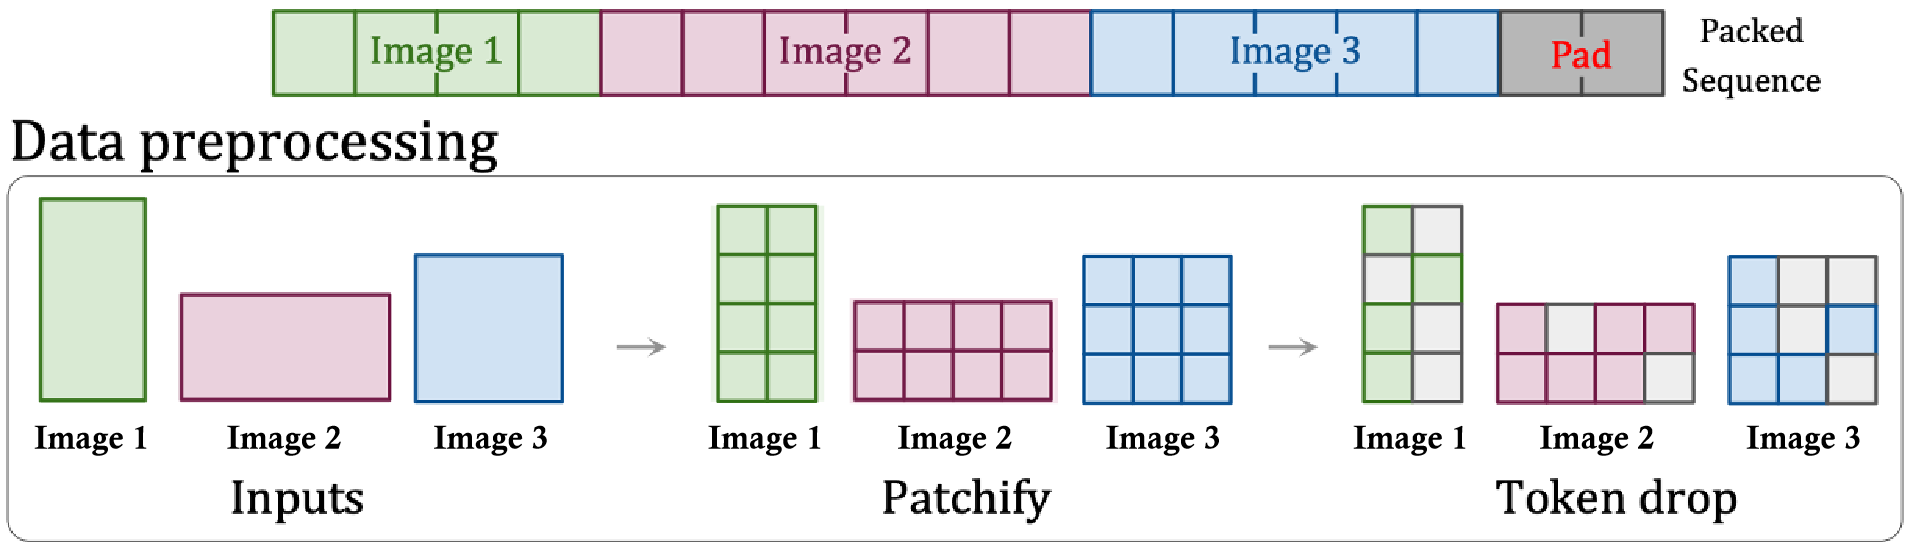 Image 1 Image 2 Image 3 Pad Packed
Sequence
Data preprocessing
Image 1 Image 2 Image 3 Image 1 Image 2 Image 3 Image 1 Image 2 Image 3
Inputs Patchify Token drop